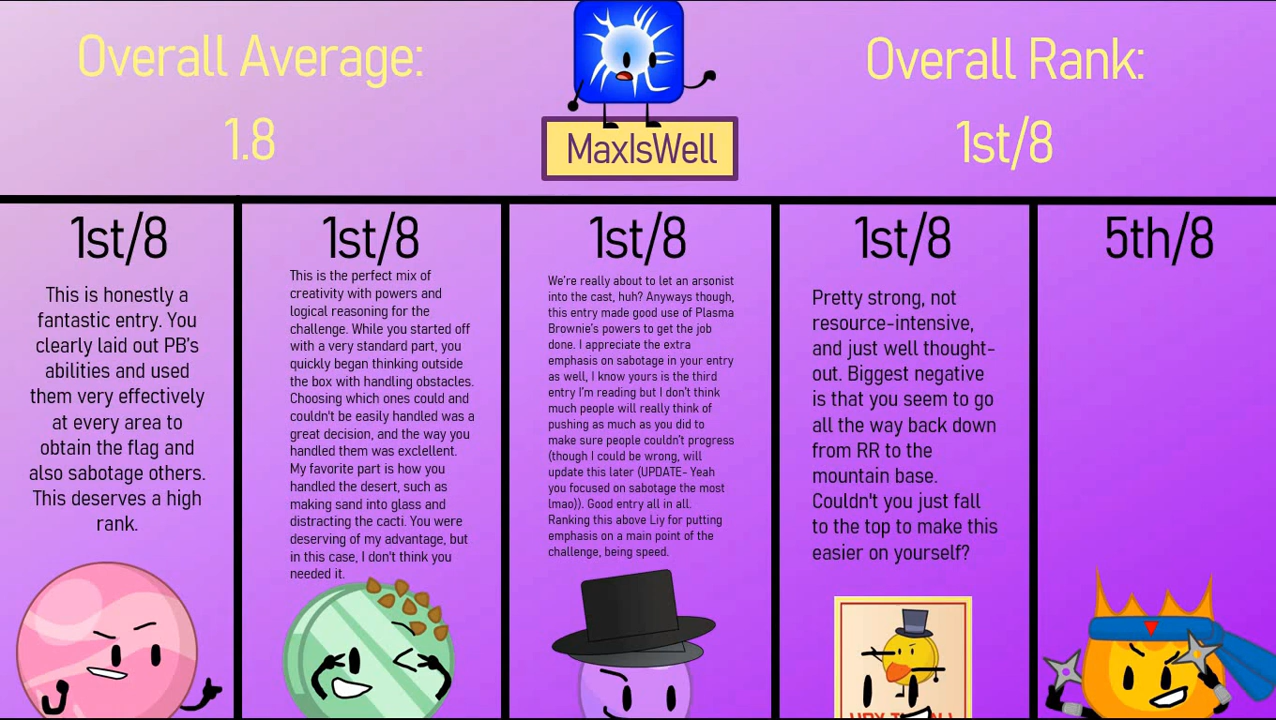 Overall Average:
1.8
MaxIsWell
Overall Rank:
1st/8
1st/8
This is honestly a
fantastic entry. You
clearly laid out PB's
abilities and used
them very effectively
at every area to
obtain the flag and
also sabotage others.
This deserves a high
rank.
1st/8
This is the perfect mix of
creativity with powers and
logical reasoning for the
challenge. While you started off
with a very standard part, you
quickly began thinking outside
the box with handling obstacles.
Choosing which ones could and
couldn't be easily handled was a
great decision, and the way you
handled them was exclellent.
My favorite part is how you
handled the desert, such as
making sand into glass and
distracting the cacti. You were
deserving of my advantage, but
in this case, I don't think you
needed it.
1st/8
We're really about to let an arsonist
into the cast, huh? Anyways though,
this entry made good use of Plasma
Brownie's powers to get the job
done. I appreciate the extra
emphasis on sabotage in your entry
as well, I know yours is the third
entry I'm reading but I don't think
much people will really think of
pushing as much as you did to
make sure people couldn't progress
(though I could be wrong, will
update this later (UPDATE- Yeah
you focused on sabotage the most
lmao)). Good entry all in all.
Ranking this above Liy for putting
emphasis on a main point of the
challenge, being speed.
1st/8
Pretty strong, not
resource-intensive,
and just well thought-
out. Biggest negative
is that you seem to go
all the way back down
from RR to the
mountain base.
Couldn't you just fall
to the top to make this
easier on yourself?
5th/8